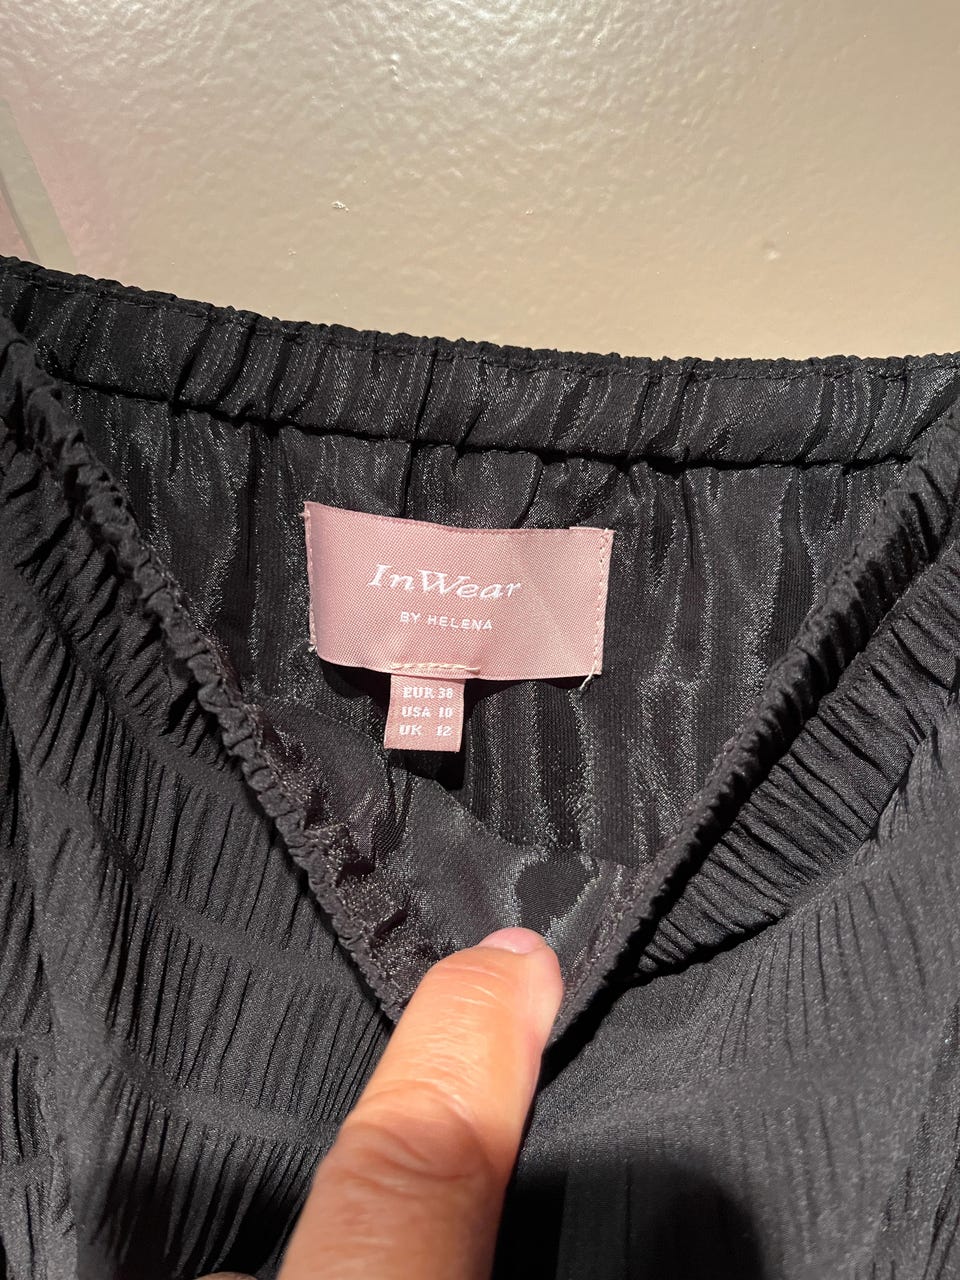 InWear
BY HELENA
EUR 38
USA 10
UK 12